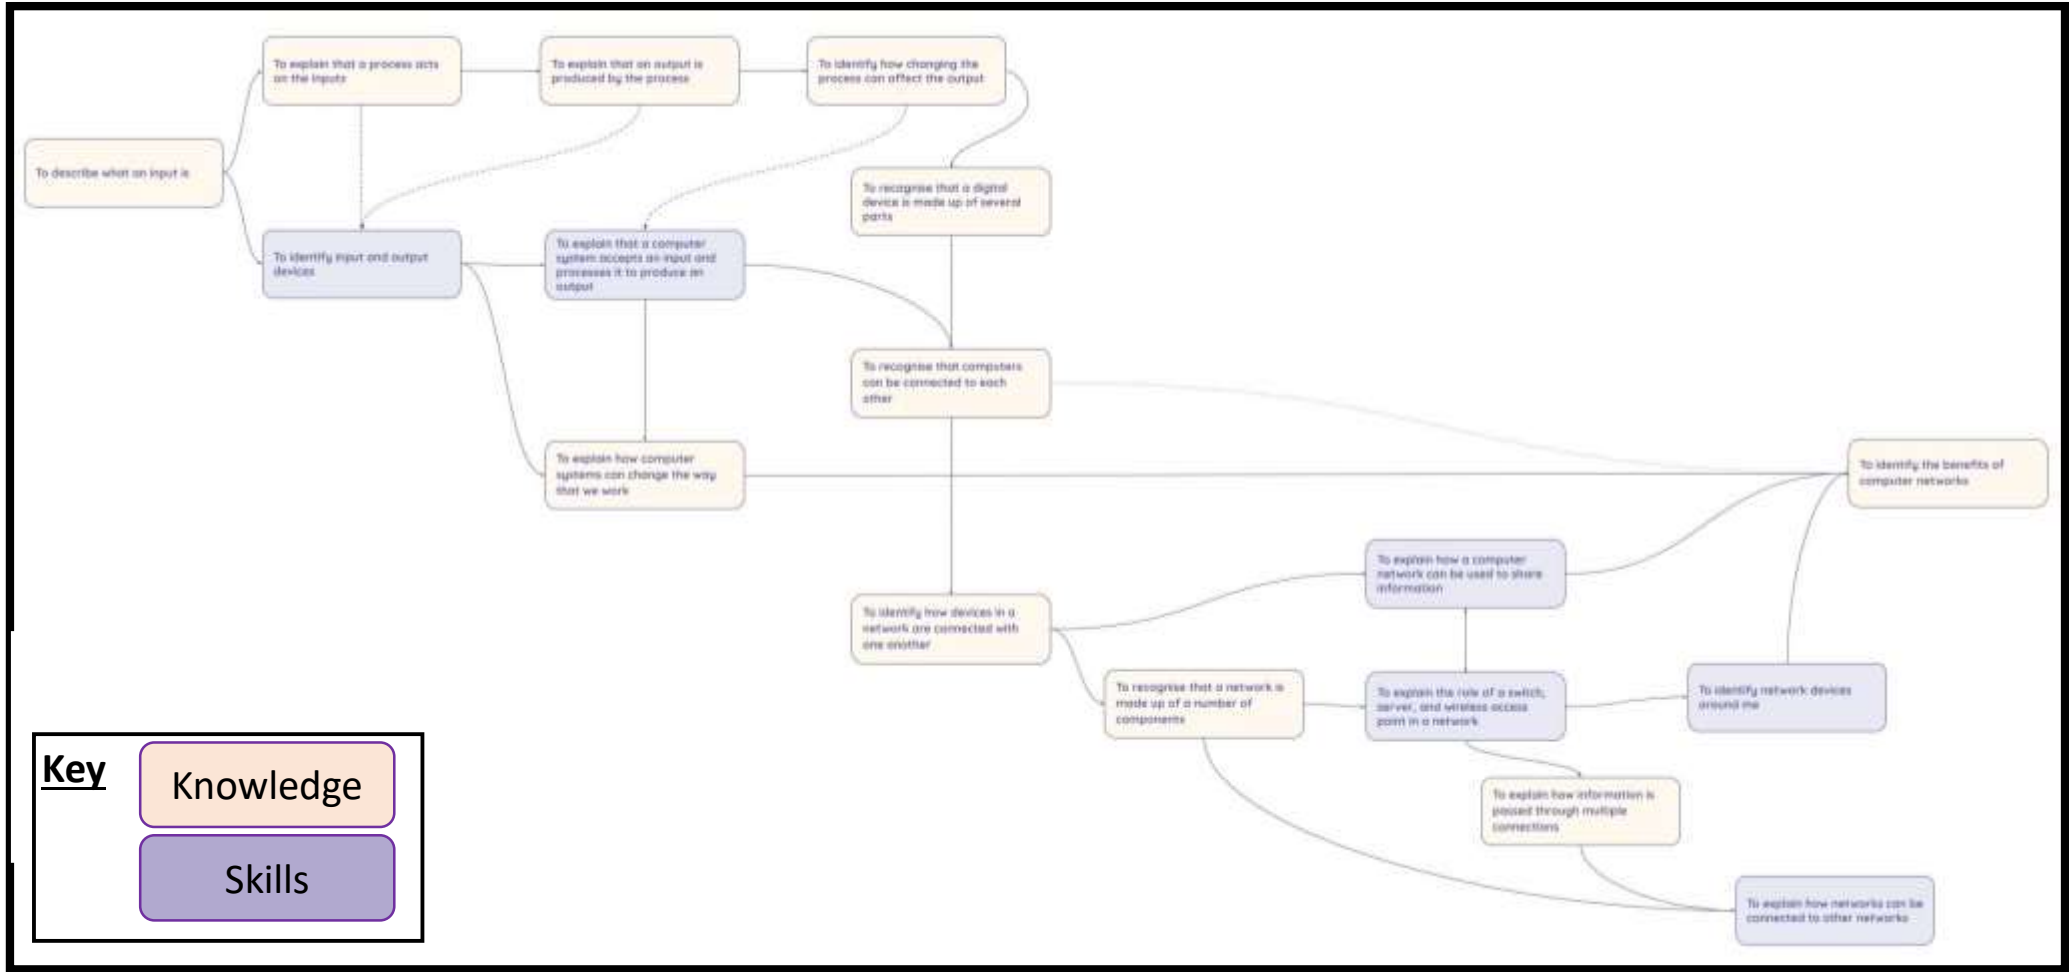 To explain that a process acts
on the inputs
To explain that an output is
produced by the process
To identify how changing the
process can affect the output
To describe what an input is
To recognise that a digital
device is made up of several
parts
To identify input and output
devices
To explain that a computer
system accepts an input and
processes it to produce an
output
To recognise that computers
can be connected to each
other
To explain how computer
systems can change the way
that we work
To identify the benefits of
computer networks
To explain how a computer
network can be used to share
information
To identify how devices in a
network are connected with
one another
To recognise that a network is
made up of a number of
components
To explain the role of a switch,
server, and wireless access
point in a network
To identify network devices
around me
To explain how information is
passed through multiple
connections
To explain how networks can be
connected to other networks
Key
Knowledge
Skills